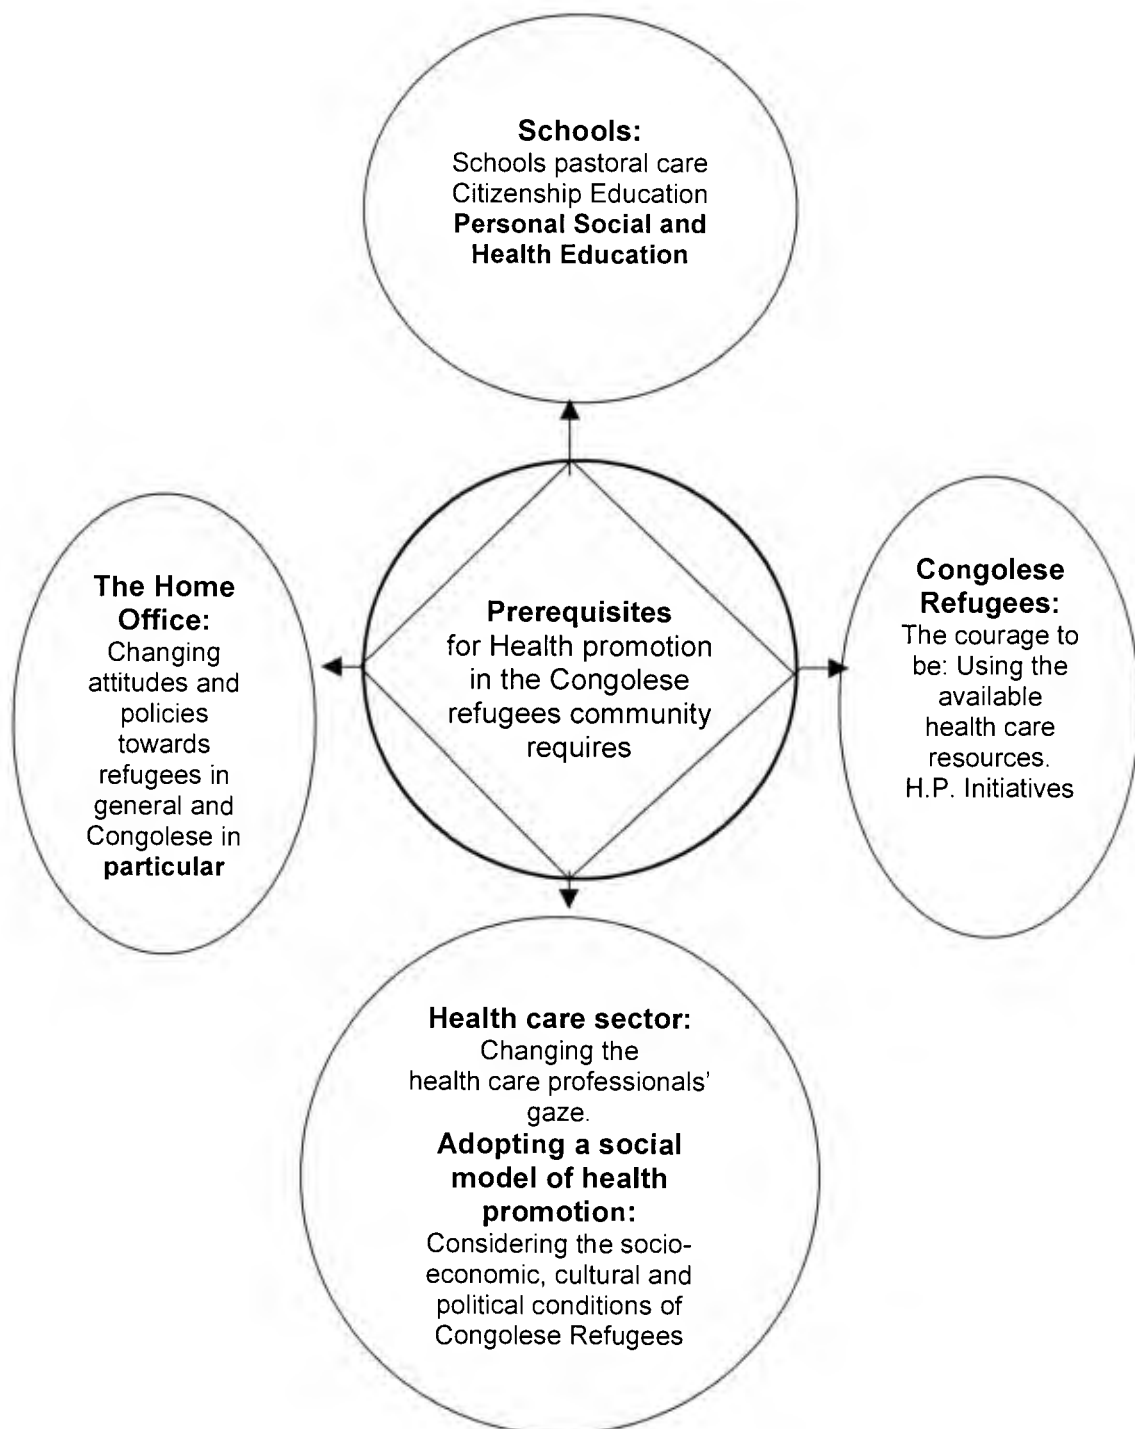 Schools:
Schools pastoral care
Citizenship Education
Personal Social and
Health Education
The Home
Office:
Changing
attitudes and
policies
towards
refugees in
general and
Congolese in
particular
Prerequisites
for Health promotion
in the Congolese
refugees community
requires
Congolese
Refugees:
The courage to
be: Using the
available
health care
resources.
H.P. Initiatives
Health care sector:
Changing the
health care professionals'
gaze.
Adopting a social
model of health
promotion:
Considering the socio-
economic, cultural and
political conditions of
Congolese Refugees